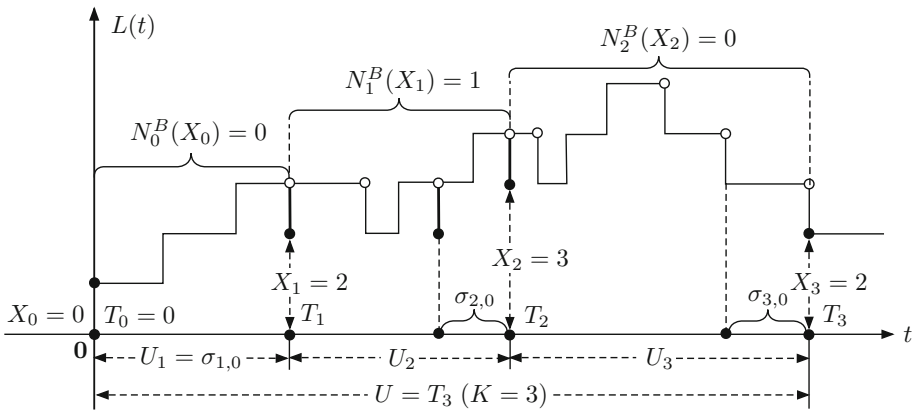 L(t)
N_2^B(X_2) = 0
N_1^B(X_1) = 1
N_0^B(X_0) = 0
X_1 = 2
X_2 = 3
X_3 = 2
σ_{2,0}
σ_{3,0}
X_0 = 0
T_0 = 0
T_1
T_2
T_3
0
t
U_1 = σ_{1,0}
U_2
U_3
U = T_3 (K = 3)